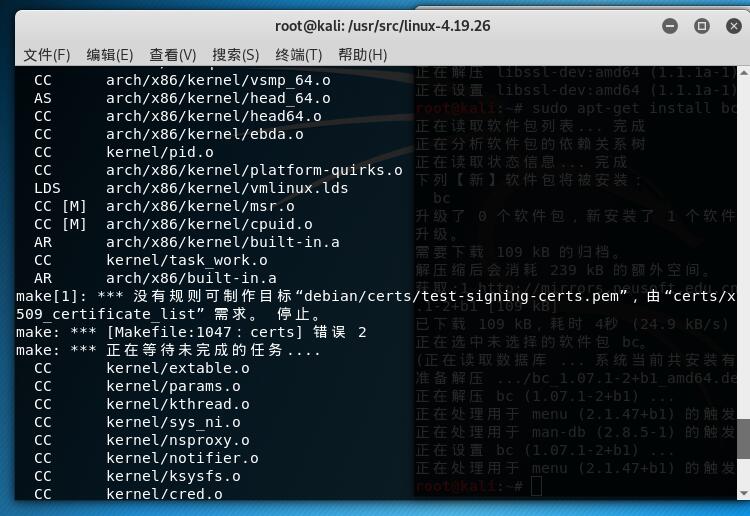 root@kali: /usr/src/linux-4.19.26
文件(F) 编辑(E) 查看(V) 搜索(S) 终端(T) 帮助(H)
CC arch/x86/kernel/vsmp_64.o
AS arch/x86/kernel/head_64.o
CC arch/x86/kernel/head64.o
CC arch/x86/kernel/ebda.o
CC kernel/pid.o
CC arch/x86/kernel/platform-quirks.o
LDS arch/x86/kernel/vmlinux.lds
CC [M] arch/x86/kernel/msr.o
CC [M] arch/x86/kernel/cpuid.o
AR arch/x86/kernel/built-in.a
CC kernel/task_work.o
AR arch/x86/built-in.a
make[1]: *** 没有规则可制作目标“debian/certs/test-signing-certs.pem”，由“certs/x
509_certificate_list” 需求。 停止。
make: *** [Makefile:1047：certs] 错误 2
make: *** 正在等待未完成的任务....
CC kernel/extable.o
CC kernel/params.o
CC kernel/kthread.o
CC kernel/sys_ni.o
CC kernel/nsproxy.o
CC kernel/notifier.o
CC kernel/ksysfs.o
CC kernel/cred.o
正在解压 libssl-dev:amd64 (1.1.1a-1)
正在设置 libssl-dev:amd64 (1.1.1a-1)
root@kali:~# sudo apt-get install bc
正在读取软件包列表... 完成
正在分析软件包的依赖关系树
正在读取状态信息... 完成
下列【新】软件包将被安装：
bc
升级了 0 个软件包，新安装了 1 个软件
升级。
需要下载 109 kB 的归档。
解压缩后会消耗 239 kB 的额外空间。
获取:1 http://mirrors.neusoft.edu.cn
.1-2+b1 [109 kB]
已下载 109 kB，耗时 4秒 (24.9 kB/s)
正在选中未选择的软件包 bc。
(正在读取数据库 ... 系统当前共安装有
准备解压 .../bc_1.07.1-2+b1_amd64.de
正在解压 bc (1.07.1-2+b1) ...
正在处理用于 menu (2.1.47+b1) 的触发
正在处理用于 man-db (2.8.5-1) 的触发
正在设置 bc (1.07.1-2+b1) ...
正在处理用于 menu (2.1.47+b1) 的触发
root@kali:~#